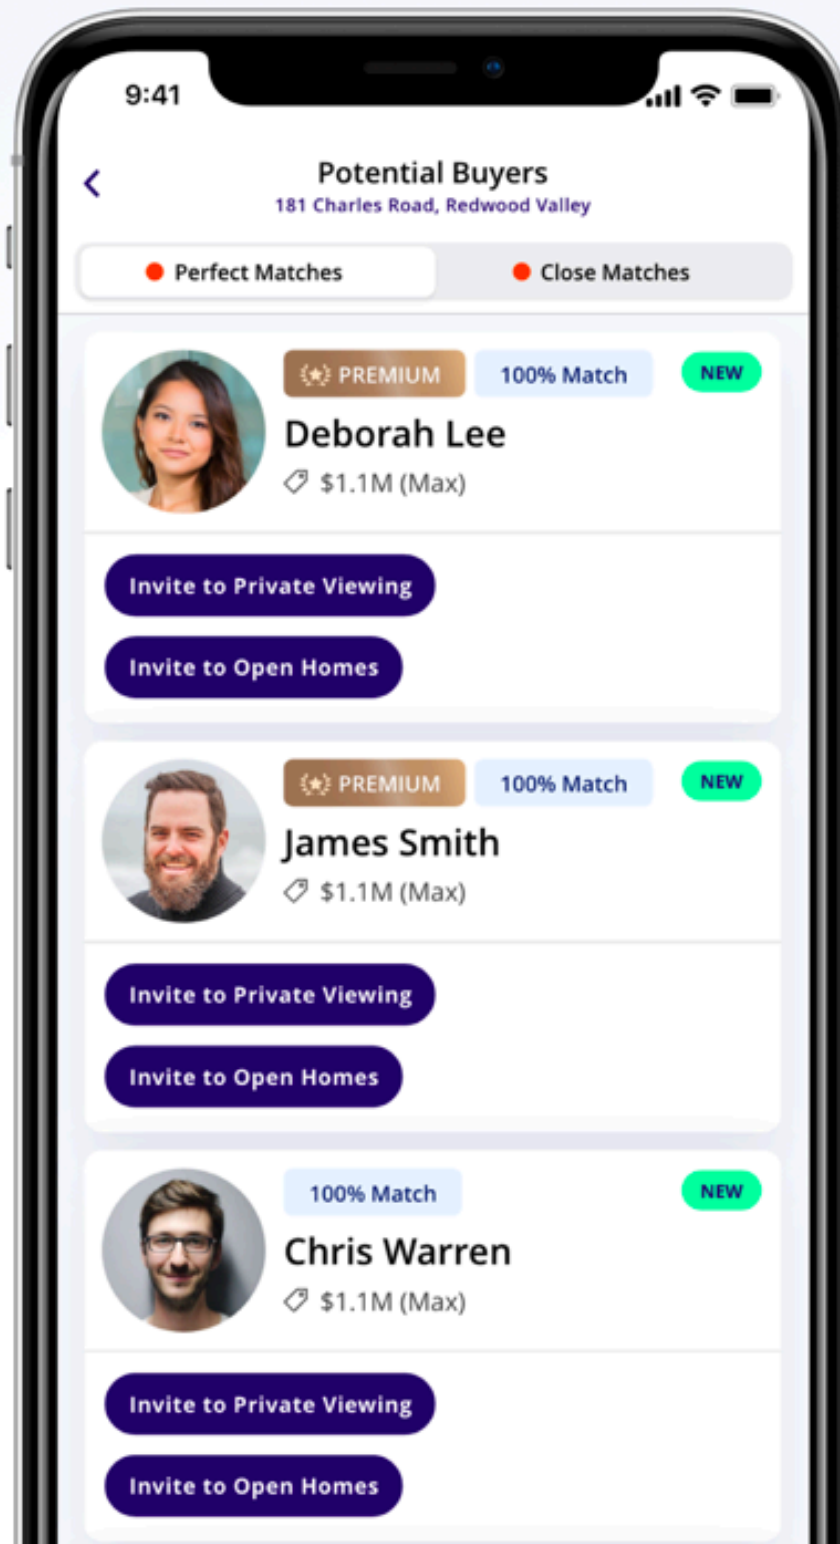 9:41
Potential Buyers
181 Charles Road, Redwood Valley
Perfect Matches
Close Matches
PREMIUM
100% Match
NEW
Deborah Lee
$1.1M (Max)
Invite to Private Viewing
Invite to Open Homes
PREMIUM
100% Match
NEW
James Smith
$1.1M (Max)
Invite to Private Viewing
Invite to Open Homes
100% Match
NEW
Chris Warren
$1.1M (Max)
Invite to Private Viewing
Invite to Open Homes